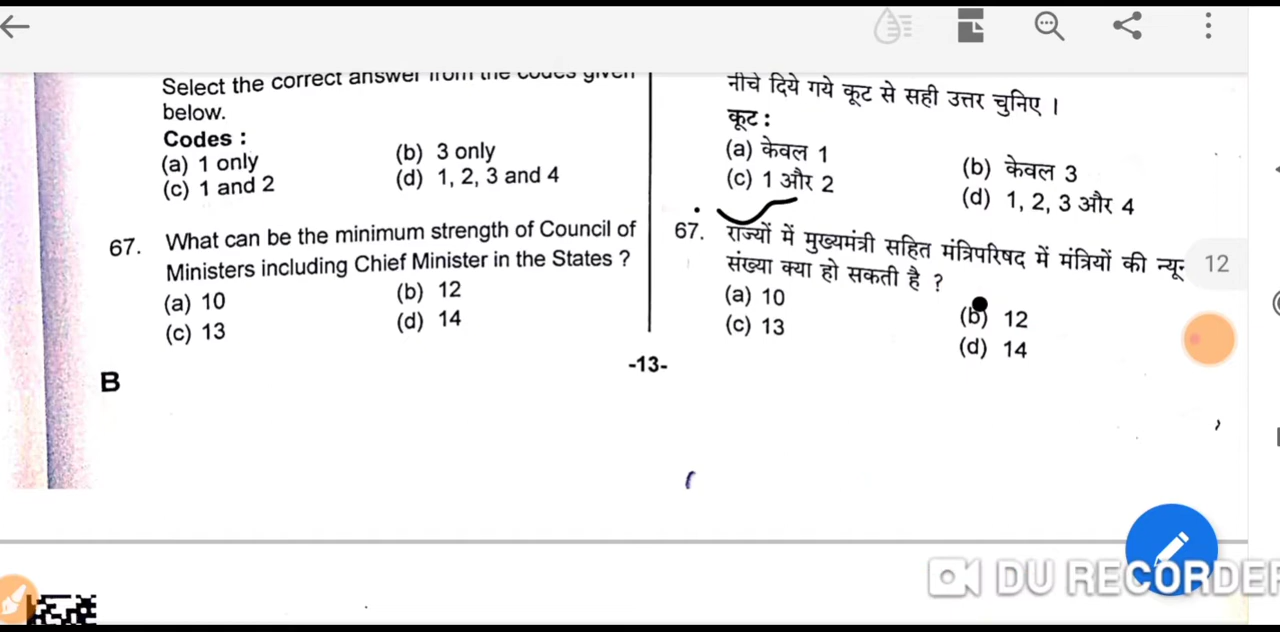 Select the correct answer from the codes given
below.
Codes :
(a) 1 only
(b) 3 only
(c) 1 and 2
(d) 1, 2, 3 and 4
67. What can be the minimum strength of Council of
Ministers including Chief Minister in the States ?
(a) 10
(b) 12
(c) 13
(d) 14
नीचे दिये गये कूट से सही उत्तर चुनिए ।
कूट :
(a) केवल 1
(b) केवल 3
(c) 1 और 2
(d) 1, 2, 3 और 4
67. राज्यों में मुख्यमंत्री सहित मंत्रिपरिषद में मंत्रियों की न्यून
संख्या क्या हो सकती है ?
(a) 10
(b) 12
(c) 13
(d) 14
12
-13-
B
DU RECORDER